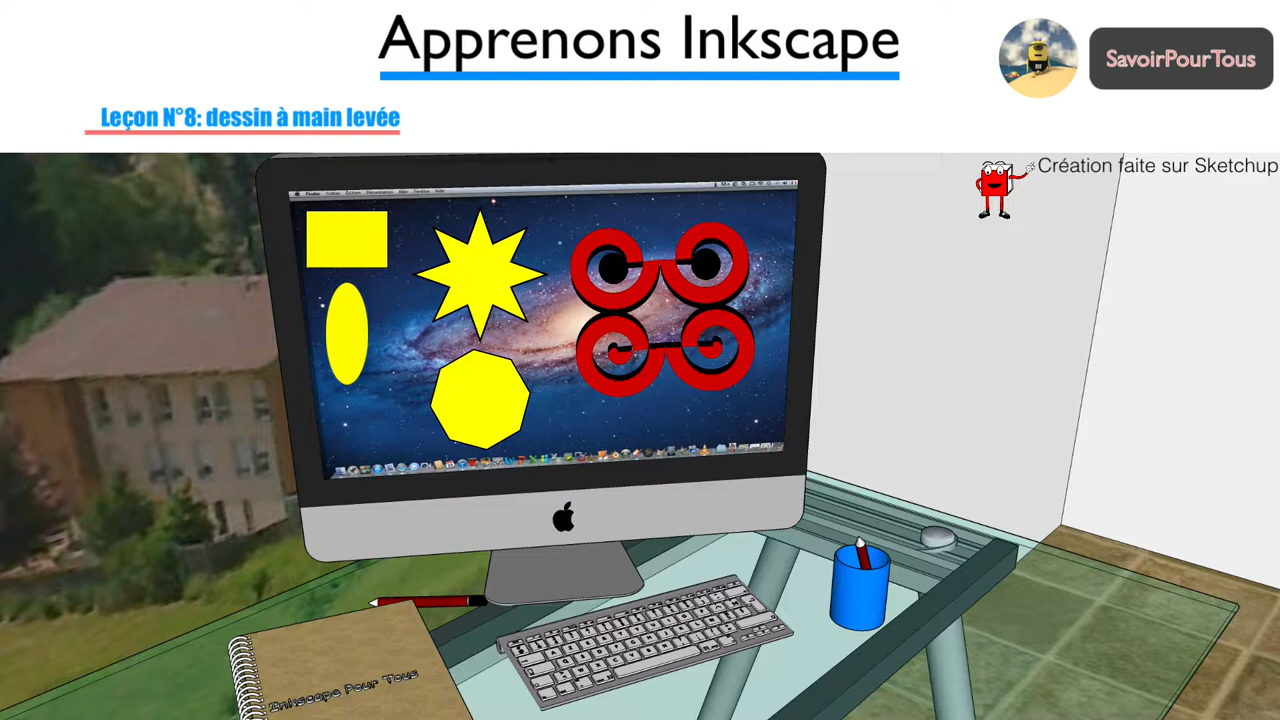 Apprenons Inkscape
SavoirPourTous
Leçon N°8: dessin à main levée
Création faite sur Sketchup
Inkscape Pour Tous